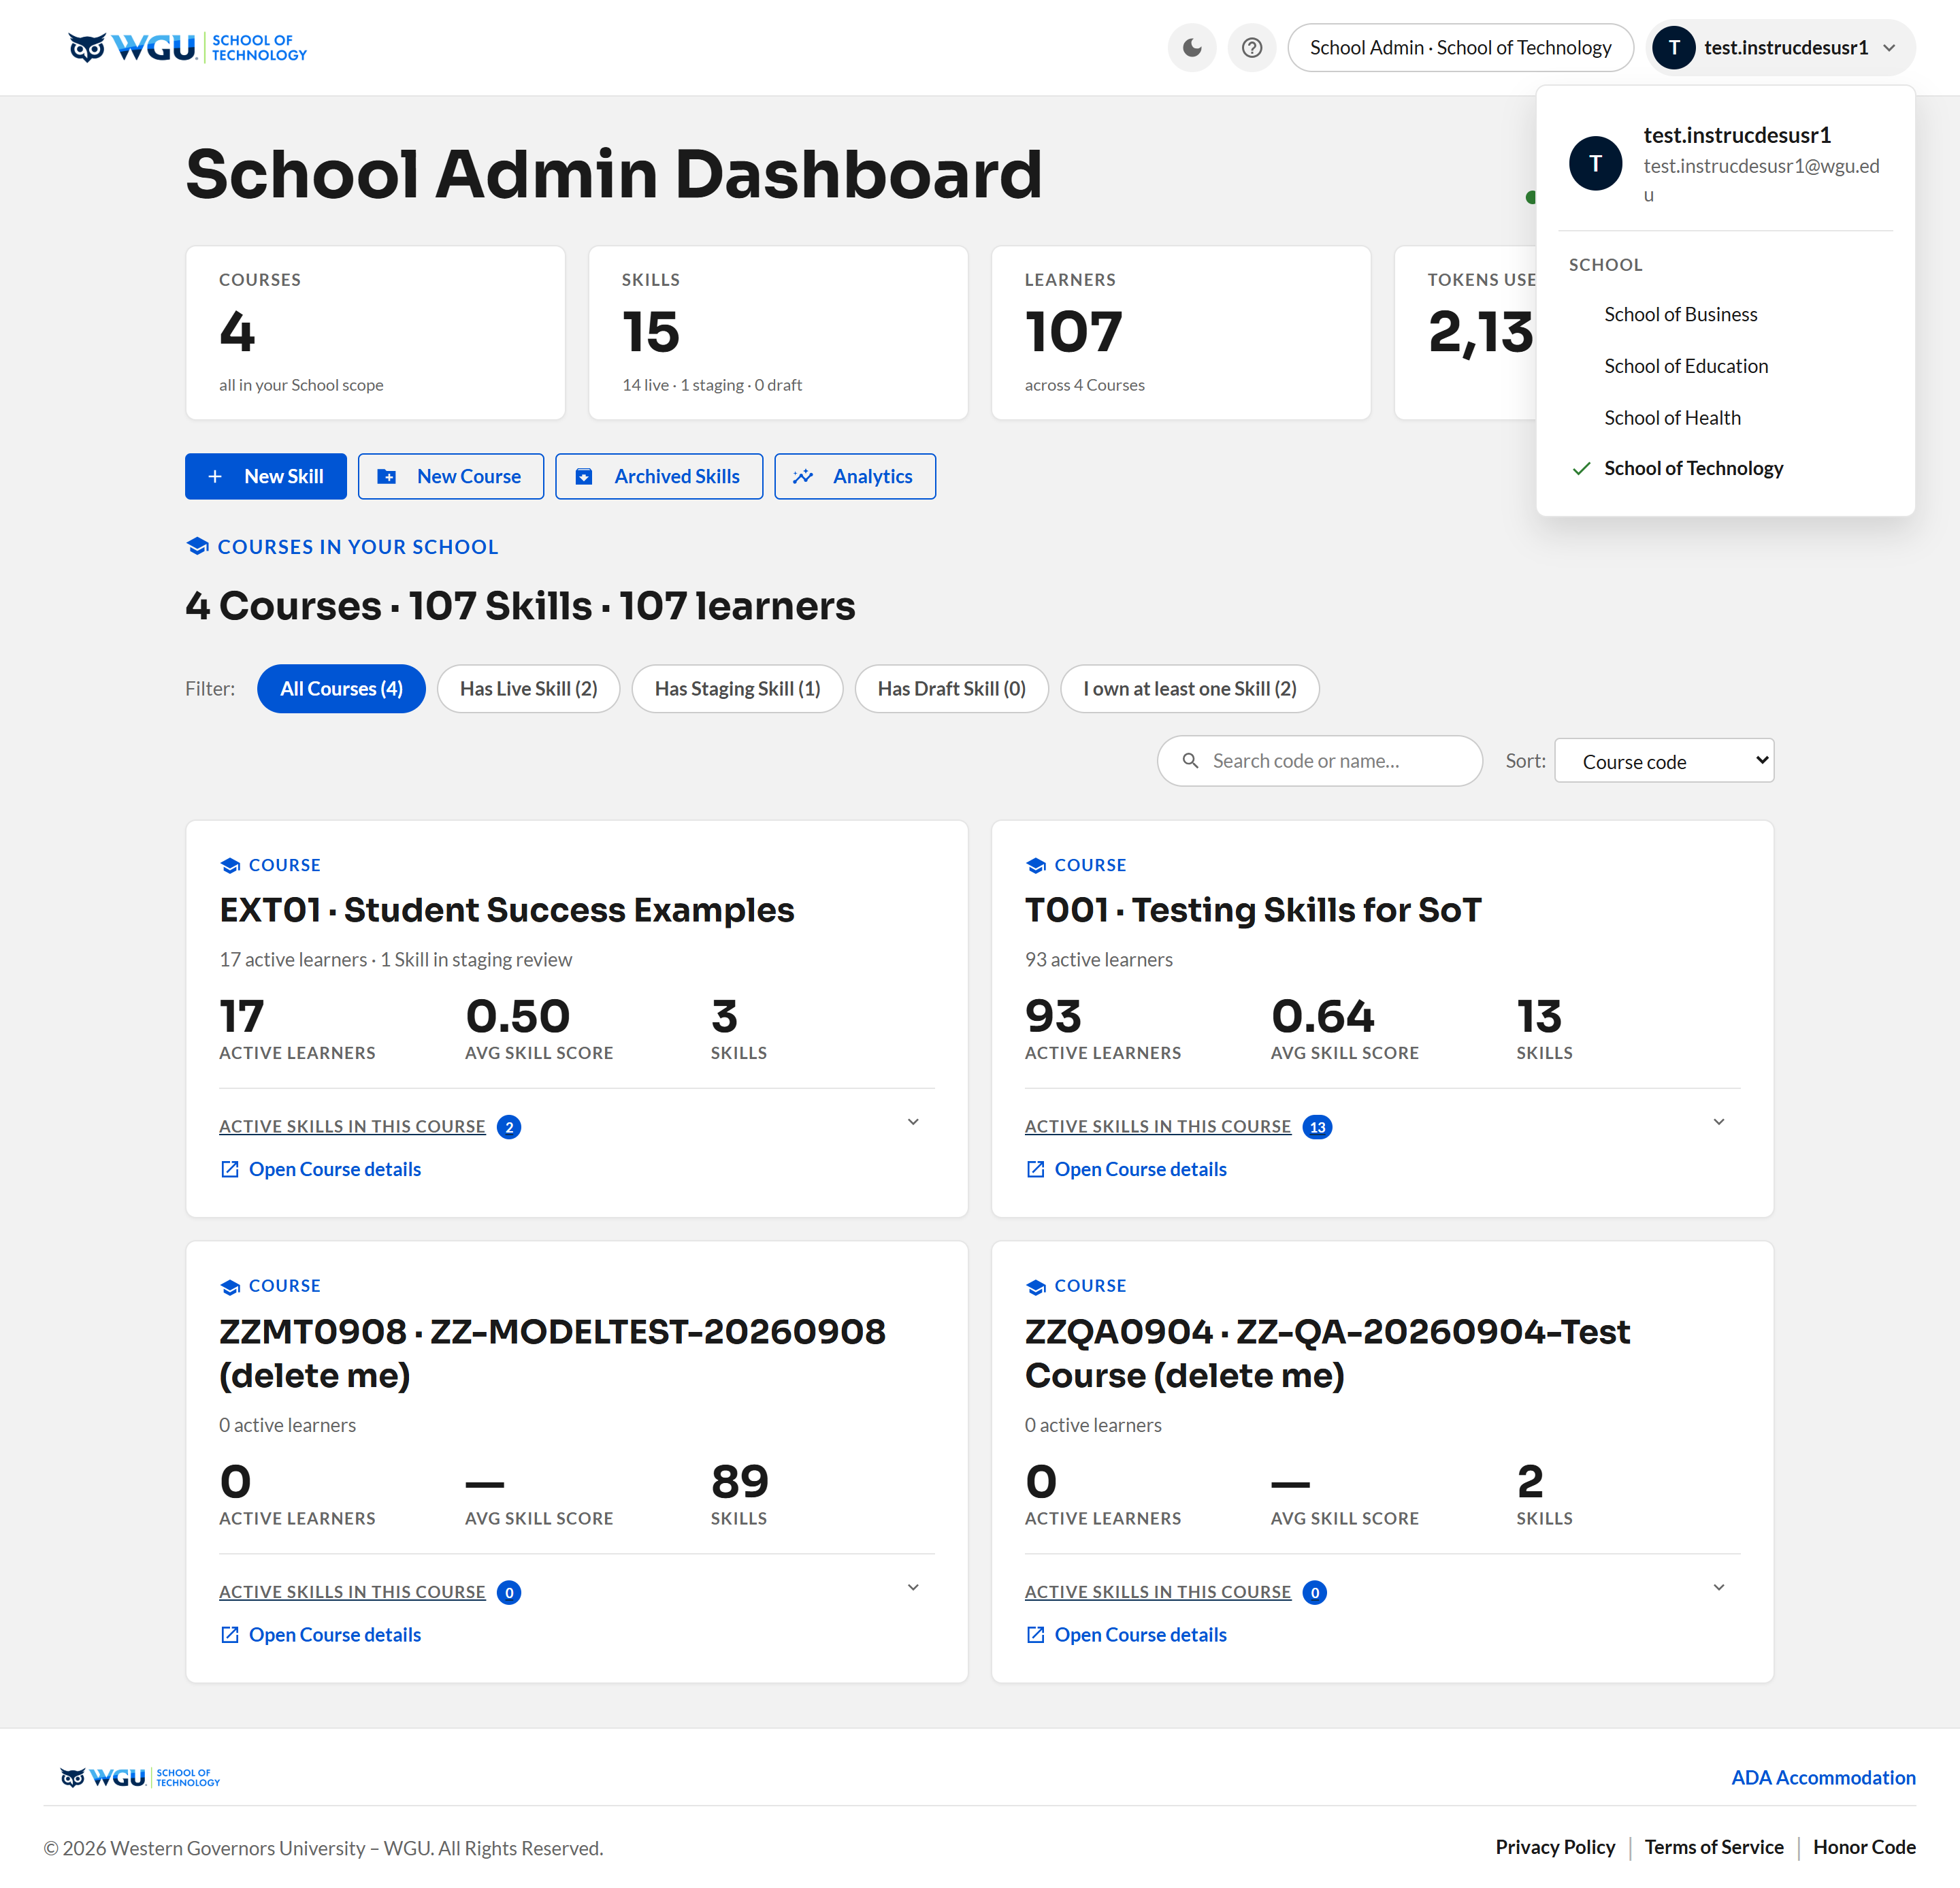 WGU SCHOOL OF
TECHNOLOGY
School Admin · School of Technology
T test.instrucdesusr1
T
test.instrucdesusr1
test.instrucdesusr1@wgu.ed
u
SCHOOL
School of Business
School of Education
School of Health
School of Technology
School Admin Dashboard
COURSES
4
all in your School scope
SKILLS
15
14 live · 1 staging · 0 draft
LEARNERS
107
across 4 Courses
TOKENS USE
2,13
New Skill
New Course
Archived Skills
Analytics
COURSES IN YOUR SCHOOL
4 Courses · 107 Skills · 107 learners
Filter: All Courses (4) Has Live Skill (2) Has Staging Skill (1) Has Draft Skill (0) I own at least one Skill (2)
Search code or name... Sort: Course code
COURSE
EXT01 · Student Success Examples
17 active learners · 1 Skill in staging review
17 0.50 3
ACTIVE LEARNERS AVG SKILL SCORE SKILLS
ACTIVE SKILLS IN THIS COURSE 2
Open Course details
COURSE
T001 · Testing Skills for SoT
93 active learners
93 0.64 13
ACTIVE LEARNERS AVG SKILL SCORE SKILLS
ACTIVE SKILLS IN THIS COURSE 13
Open Course details
COURSE
ZZMT0908 · ZZ-MODELTEST-20260908
(delete me)
0 active learners
0 — 89
ACTIVE LEARNERS AVG SKILL SCORE SKILLS
ACTIVE SKILLS IN THIS COURSE 0
Open Course details
COURSE
ZZQA0904 · ZZ-QA-20260904-Test
Course (delete me)
0 active learners
0 — 2
ACTIVE LEARNERS AVG SKILL SCORE SKILLS
ACTIVE SKILLS IN THIS COURSE 0
Open Course details
WGU SCHOOL OF
TECHNOLOGY
ADA Accommodation
© 2026 Western Governors University – WGU. All Rights Reserved.
Privacy Policy | Terms of Service | Honor Code